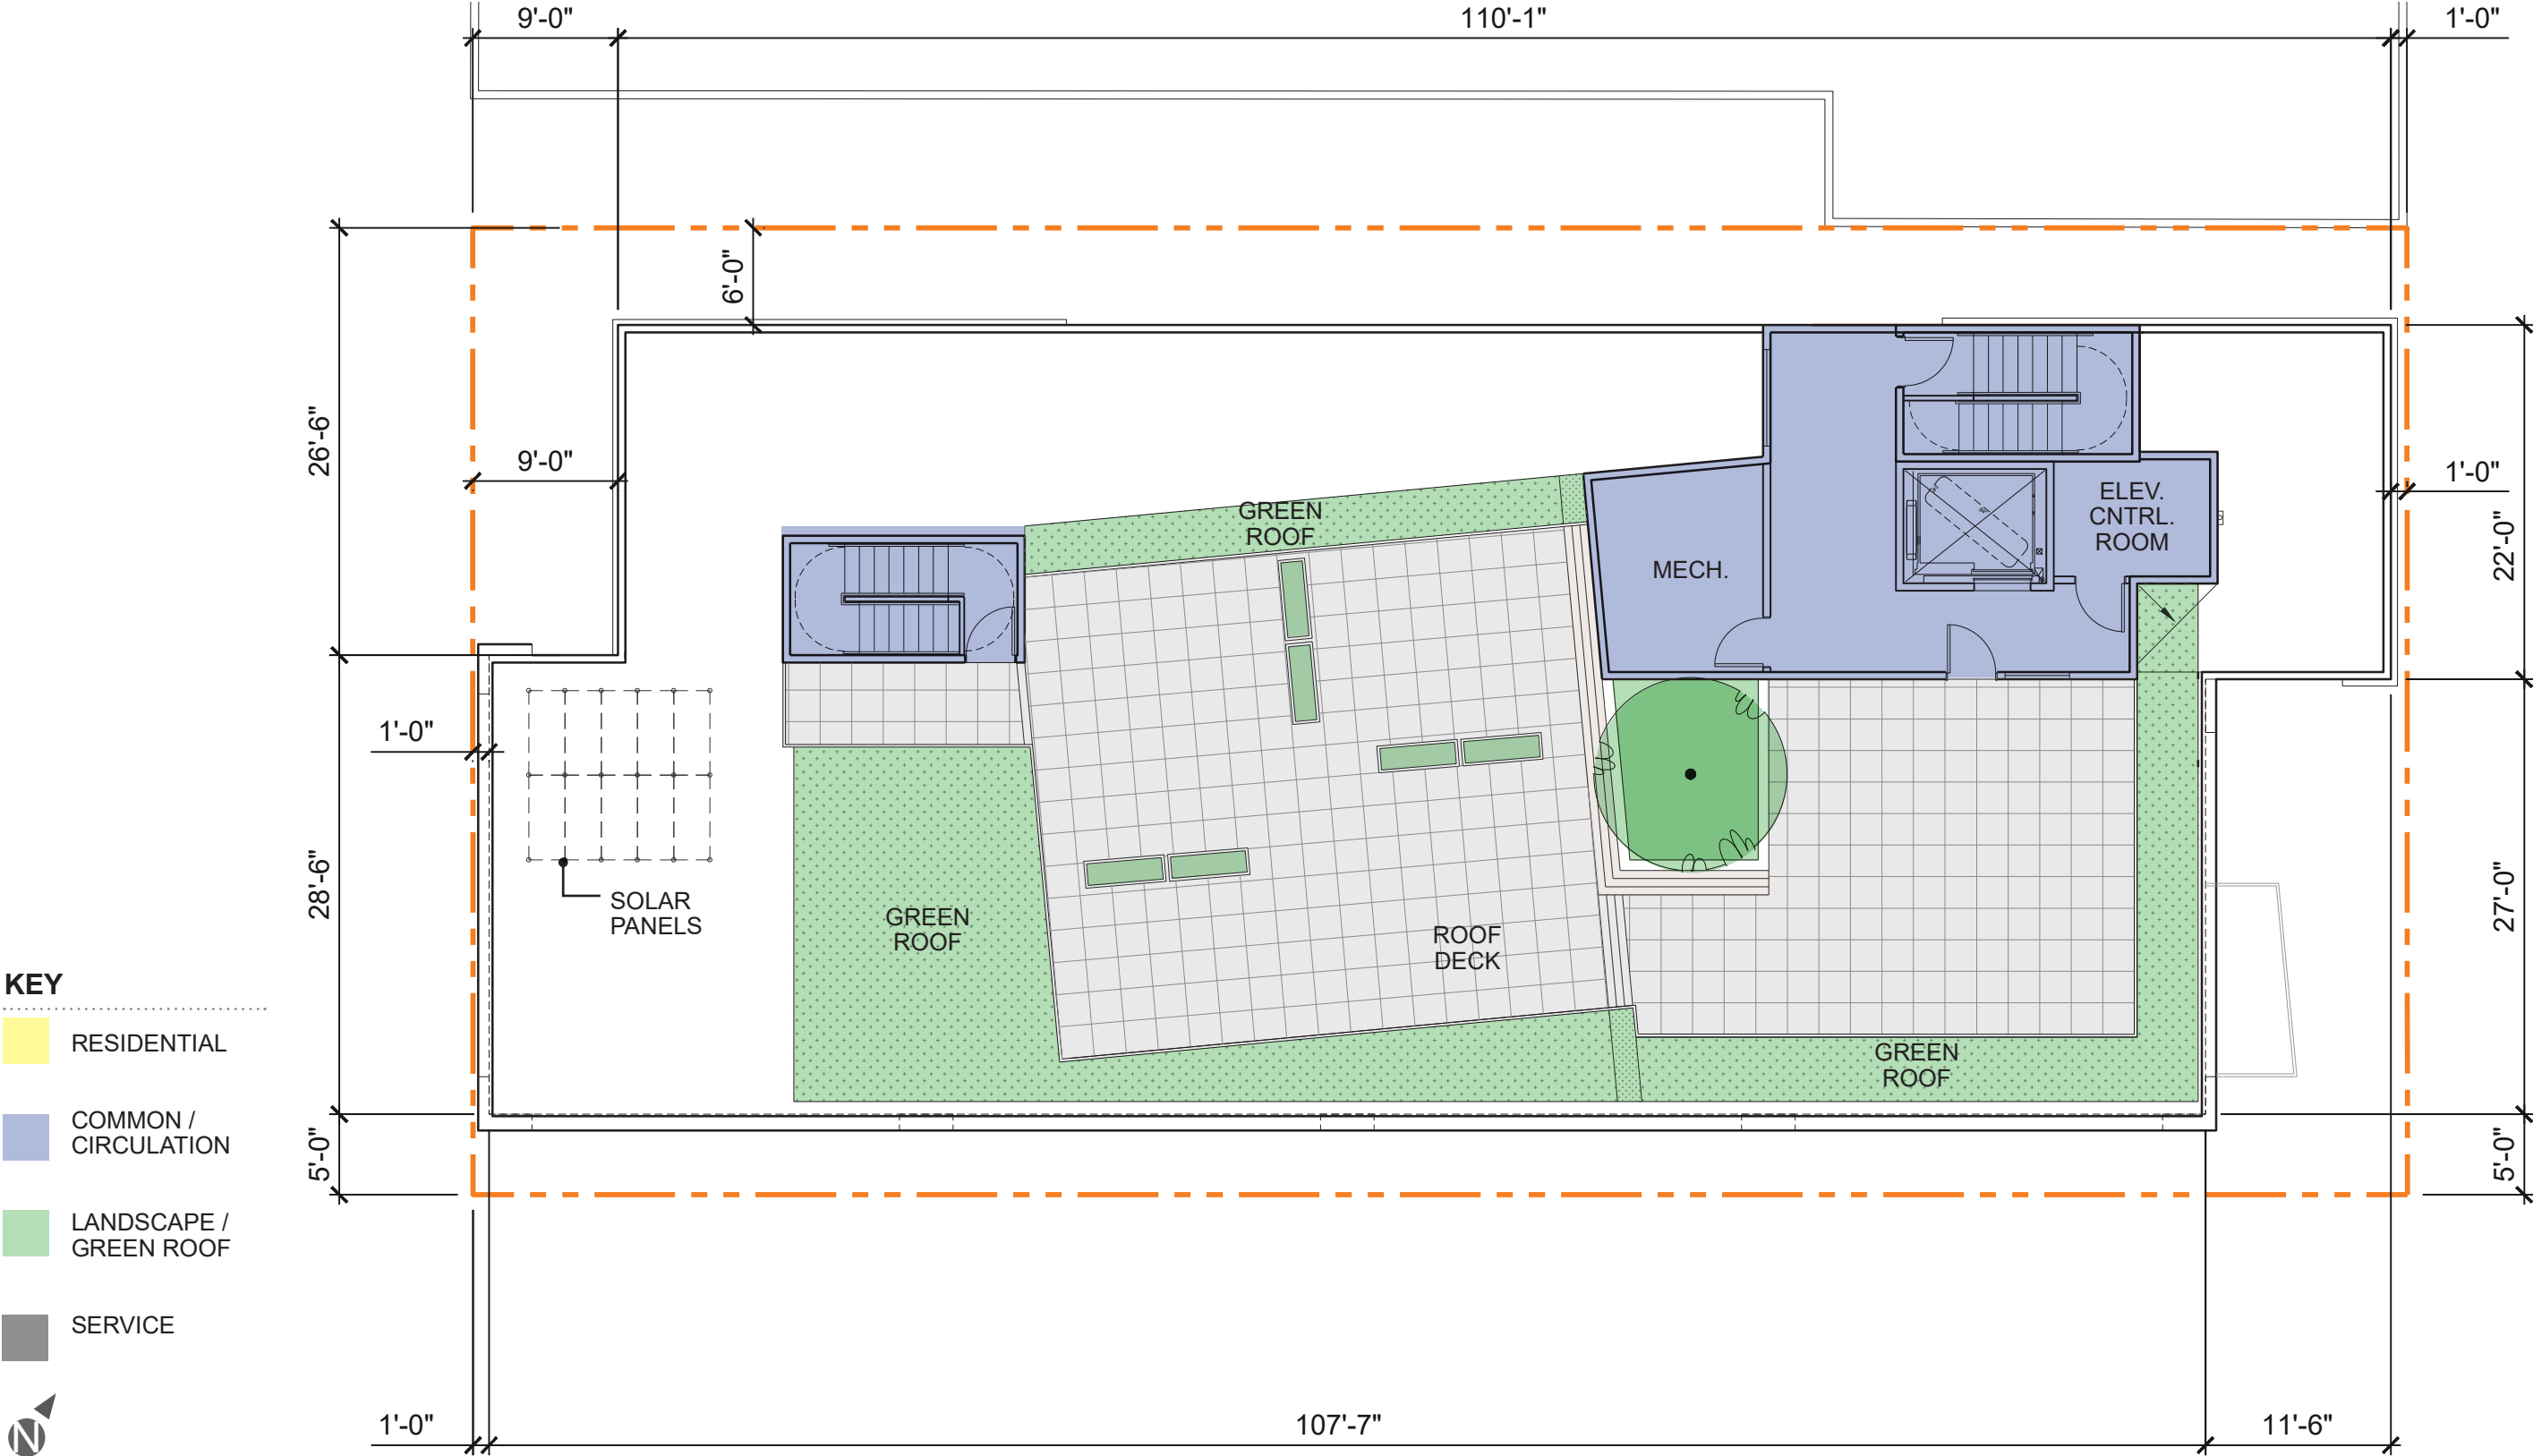 9'-0"
110'-1"
1'-0"
6'-0"
26'-6"
9'-0"
1'-0"
22'-0"
GREEN
ROOF
ELEV.
CNTRL.
ROOM
MECH.
1'-0"
28'-6"
SOLAR
PANELS
GREEN
ROOF
ROOF
DECK
27'-0"
GREEN
ROOF
5'-0"
5'-0"
KEY
RESIDENTIAL
COMMON /
CIRCULATION
LANDSCAPE /
GREEN ROOF
SERVICE
N
1'-0"
107'-7"
11'-6"